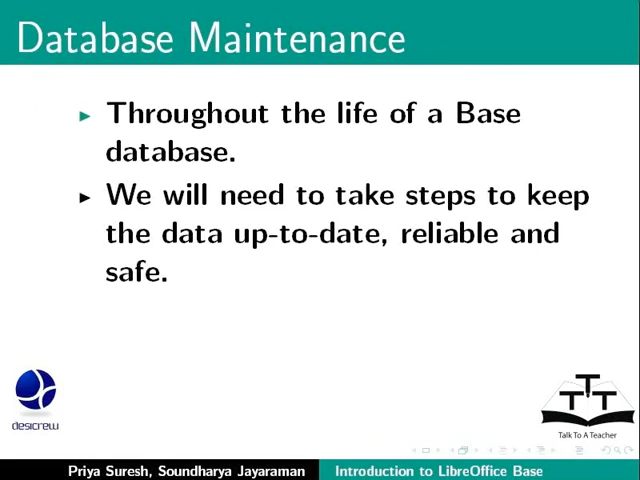 Database Maintenance
Throughout the life of a Base
database.
We will need to take steps to keep
the data up-to-date, reliable and
safe.
desicrew
T T T
Talk To A Teacher
Priya Suresh, Soundharya Jayaraman
Introduction to LibreOffice Base